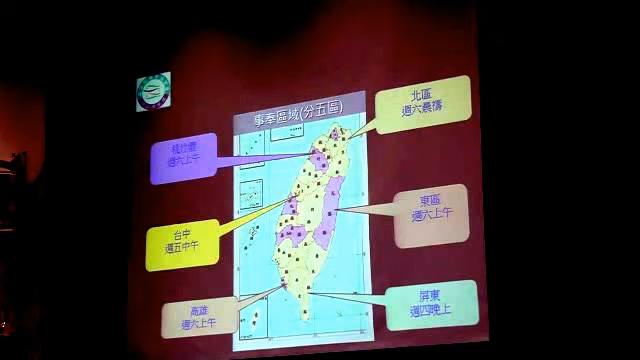 事奉區域(分五區)
北區
週六晨禱
桃竹苗
週六上午
東區
週六上午
台中
週五中午
高雄
週六上午
屏東
週四晚上